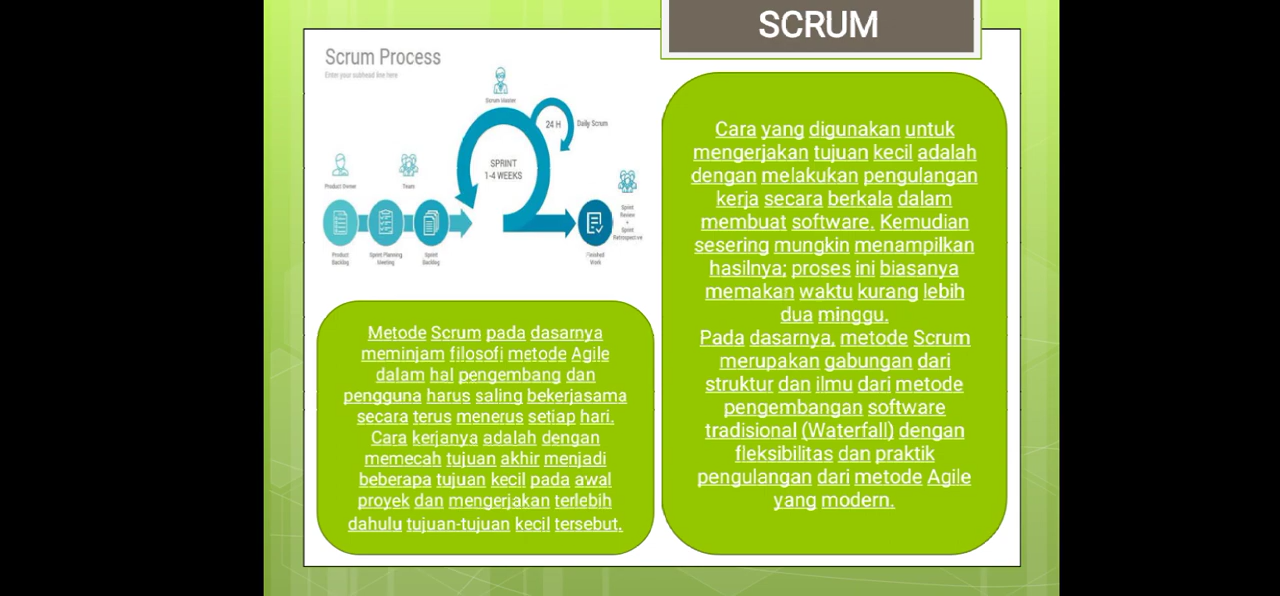 SCRUM
Scrum Process
Enter your subhead line here
Scrum Master
24 H
Daily Scrum
SPRINT
1-4 WEEKS
Product Owner
Team
Sprint
Review
+
Sprint
Retrospective
Product
Backlog
Sprint Planning
Meeting
Sprint
Backlog
Finished
Work
Metode Scrum pada dasarnya
meminjam filosofi metode Agile
dalam hal pengembang dan
pengguna harus saling bekerjasama
secara terus menerus setiap hari.
Cara kerjanya adalah dengan
memecah tujuan akhir menjadi
beberapa tujuan kecil pada awal
proyek dan mengerjakan terlebih
dahulu tujuan-tujuan kecil tersebut.
Cara yang digunakan untuk
mengerjakan tujuan kecil adalah
dengan melakukan pengulangan
kerja secara berkala dalam
membuat software. Kemudian
sesering mungkin menampilkan
hasilnya; proses ini biasanya
memakan waktu kurang lebih
dua minggu.
Pada dasarnya, metode Scrum
merupakan gabungan dari
struktur dan ilmu dari metode
pengembangan software
tradisional (Waterfall) dengan
fleksibilitas dan praktik
pengulangan dari metode Agile
yang modern.